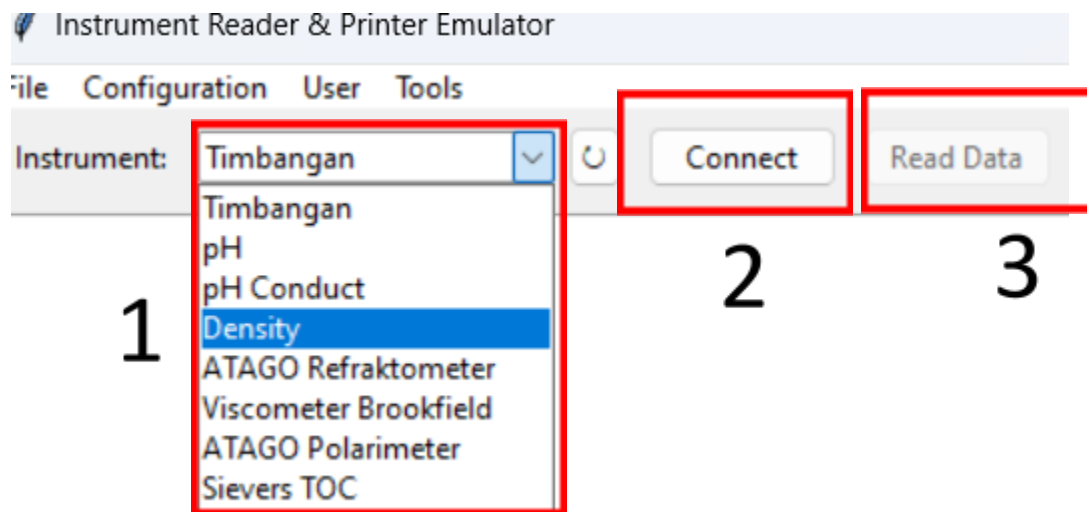 Instrument Reader & Printer Emulator
File Configuration User Tools
Instrument: Timbangan Connect Read Data
Timbangan
pH
pH Conduct
Density
ATAGO Refraktometer
Viscometer Brookfield
ATAGO Polarimeter
Sievers TOC
1 2 3